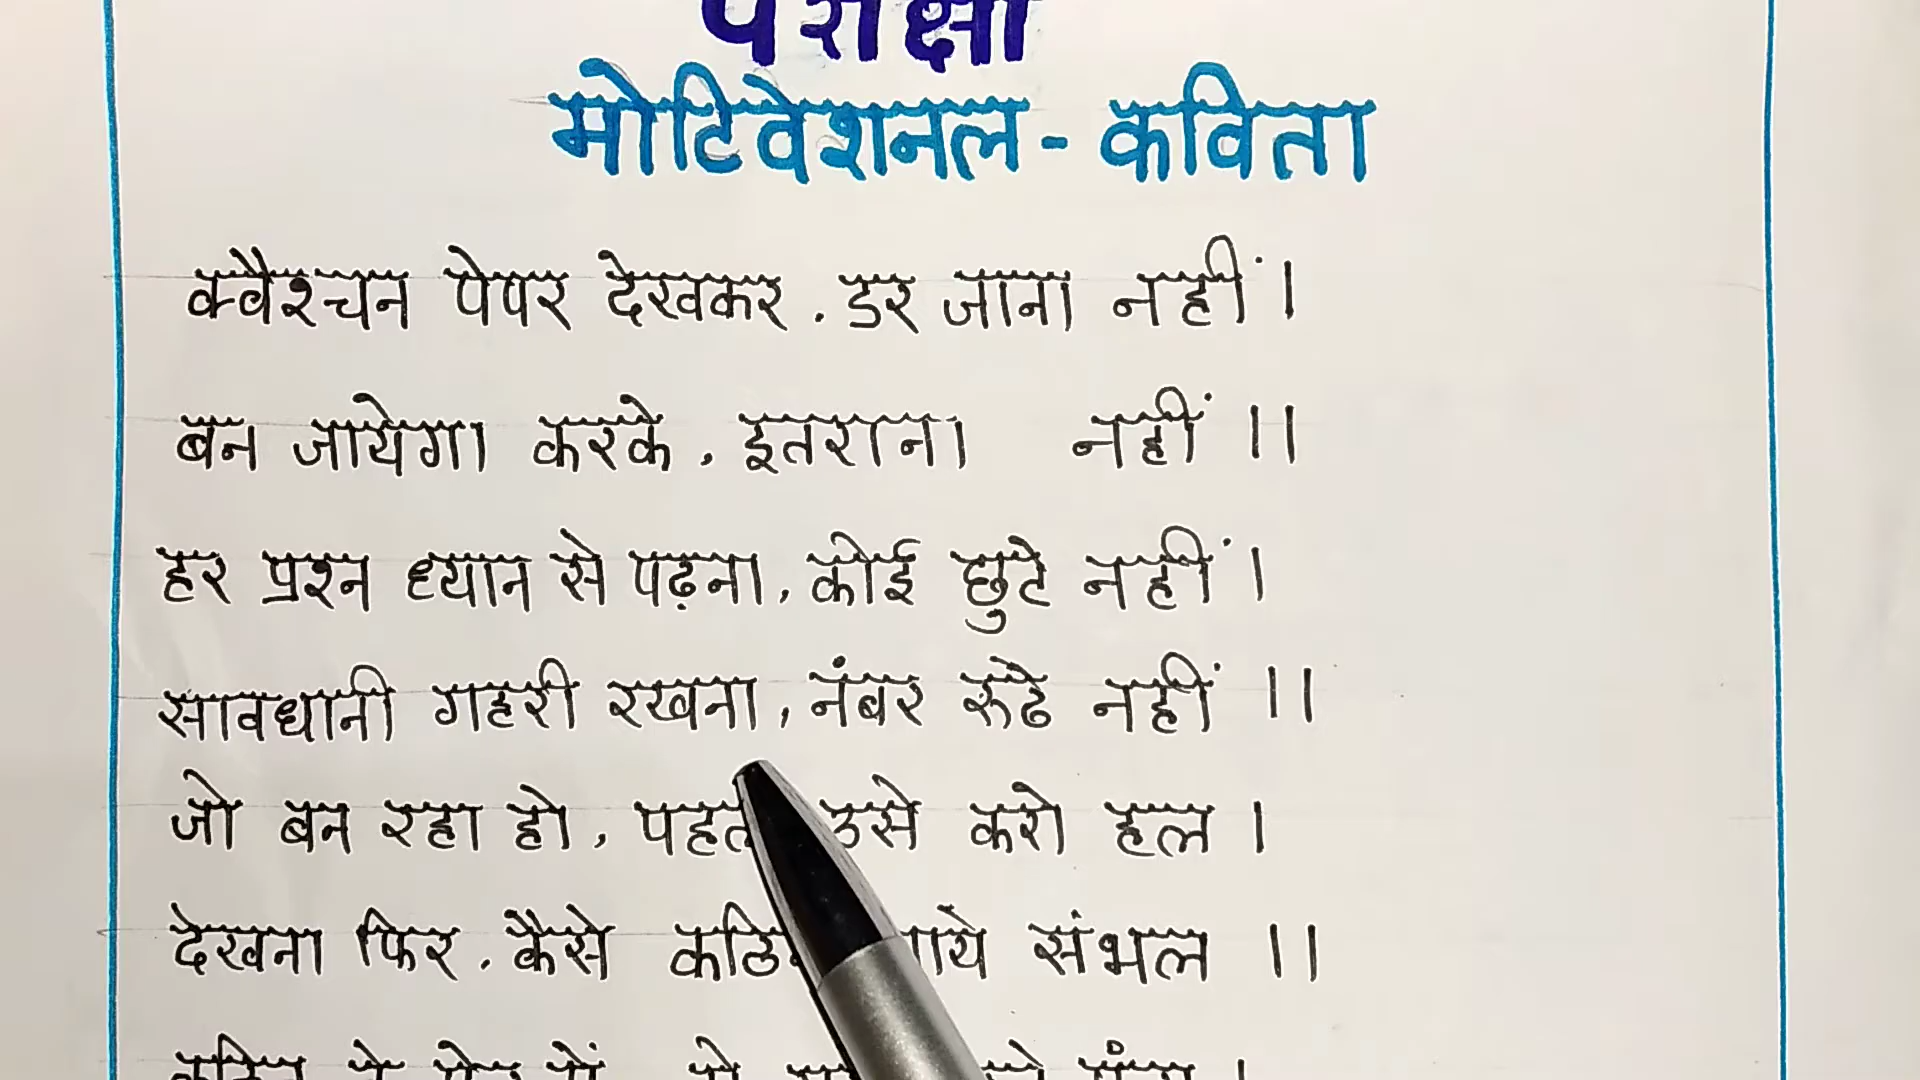 परीक्षा
मोटिवेशनल - कविता
क्वैश्चन पेपर देखकर, डर जाना नहीं।
बन जायेगा करके, इतराना नहीं ।।
हर प्रश्न ध्यान से पढ़ना, कोई छुटे नहीं।
सावधानी गहरी रखना, नंबर रूठे नहीं ।।
जो बन रहा हो, उसे करो हल ।
देखना फिर, कैसे संभल ।।